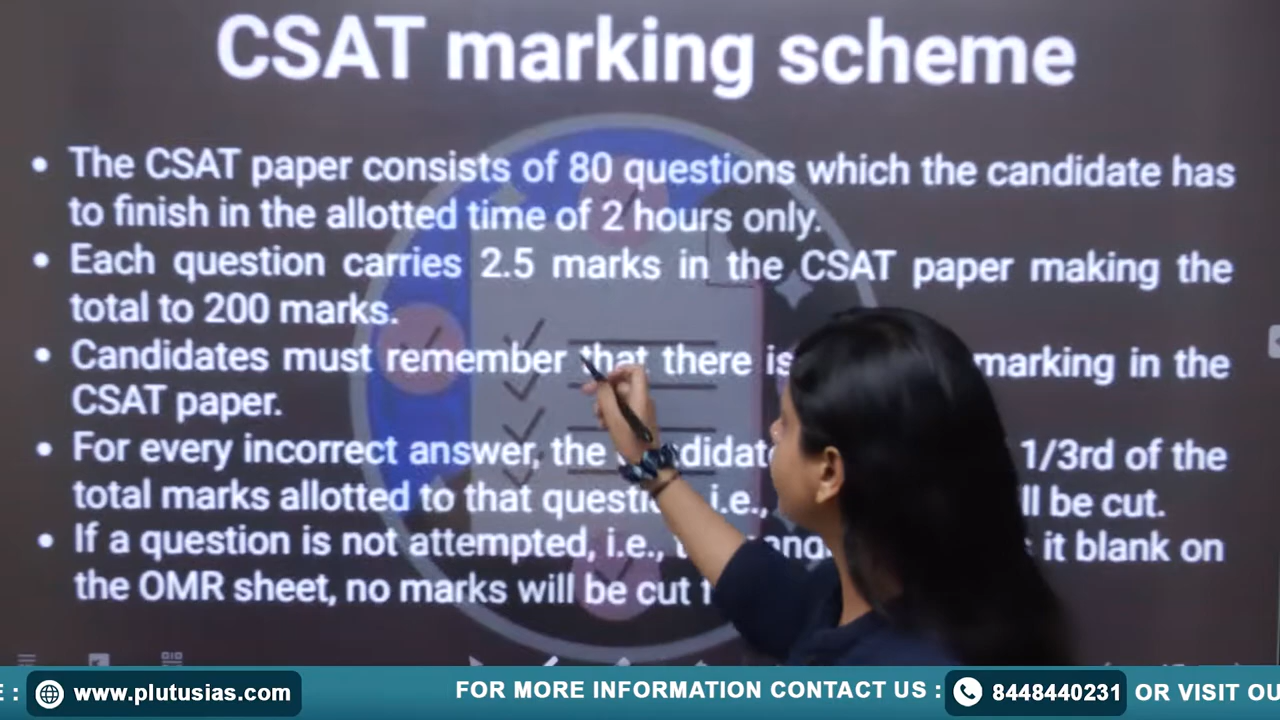 CSAT marking scheme
• The CSAT paper consists of 80 questions which the candidate has
to finish in the allotted time of 2 hours only.
• Each question carries 2.5 marks in the CSAT paper making the
total to 200 marks.
• Candidates must remember that there is marking in the
CSAT paper.
• For every incorrect answer, the 1/3rd of the
total marks allotted to that i.e., be cut.
• If a question is not attempted, i.e., it blank on
the OMR sheet, no marks will be cut
www.plutusias.com
FOR MORE INFORMATION CONTACT US :
8448440231
OR VISIT